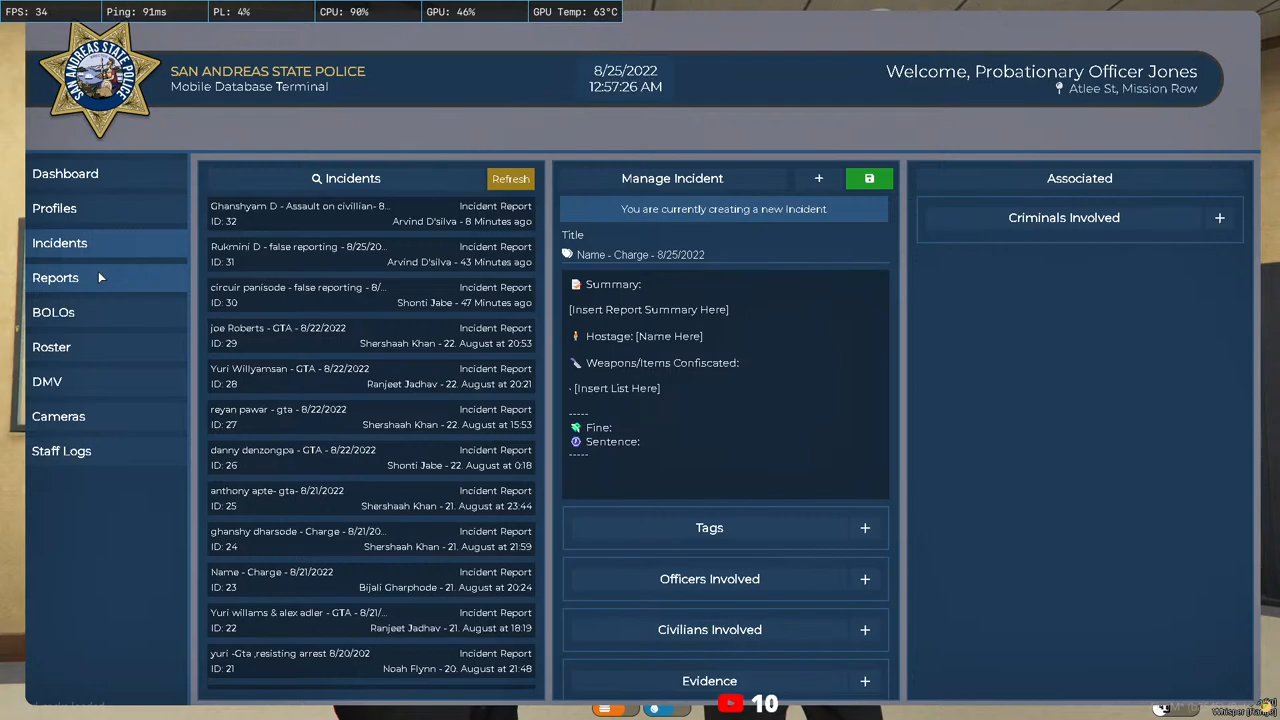 FPS: 34 Ping: 91ms PL: 4% CPU: 90% GPU: 46% GPU Temp: 63°C
SAN ANDREAS STATE POLICE
SAN ANDREAS STATE POLICE
Mobile Database Terminal
8/25/2022
12:57:26 AM
Welcome, Probationary Officer Jones
Atlee St, Mission Row
Dashboard
Profiles
Incidents
Reports
BOLOs
Roster
DMV
Cameras
Staff Logs
Incidents
Refresh
Ghanshyam D - Assault on civillian- 8... Incident Report
ID: 32 Arvind D'silva - 8 Minutes ago
Rukmini D - false reporting - 8/25/20... Incident Report
ID: 31 Arvind D'silva - 43 Minutes ago
circuir panisode - false reporting - 8/... Incident Report
ID: 30 Shonti Jabe - 47 Minutes ago
joe Roberts - GTA - 8/22/2022 Incident Report
ID: 29 Shershaah Khan - 22. August at 20:53
Yuri Willyamsan - GTA - 8/22/2022 Incident Report
ID: 28 Ranjeet Jadhav - 22. August at 20:21
reyan pawar - gta - 8/22/2022 Incident Report
ID: 27 Shershaah Khan - 22. August at 15:53
danny denzongpa - GTA - 8/22/2022 Incident Report
ID: 26 Shonti Jabe - 22. August at 0:18
anthony apte- gta- 8/21/2022 Incident Report
ID: 25 Shershaah Khan - 21. August at 23:44
ghanshy dharsode - Charge - 8/21/20... Incident Report
ID: 24 Shershaah Khan - 21. August at 21:59
Name - Charge - 8/21/2022 Incident Report
ID: 23 Bijali Gharphode - 21. August at 20:24
Yuri willams & alex adler - GTA - 8/21/... Incident Report
ID: 22 Ranjeet Jadhav - 21. August at 18:19
yuri -Gta ,resisting arrest 8/20/202 Incident Report
ID: 21 Noah Flynn - 20. August at 21:48
Manage Incident +
You are currently creating a new Incident
Title
Name - Charge - 8/25/2022
Summary:
[Insert Report Summary Here]
Hostage: [Name Here]
Weapons/Items Confiscated:
· [Insert List Here]
-----
Fine:
Sentence:
-----
Tags +
Officers Involved +
Civilians Involved +
Evidence +
Associated
Criminals Involved +
10